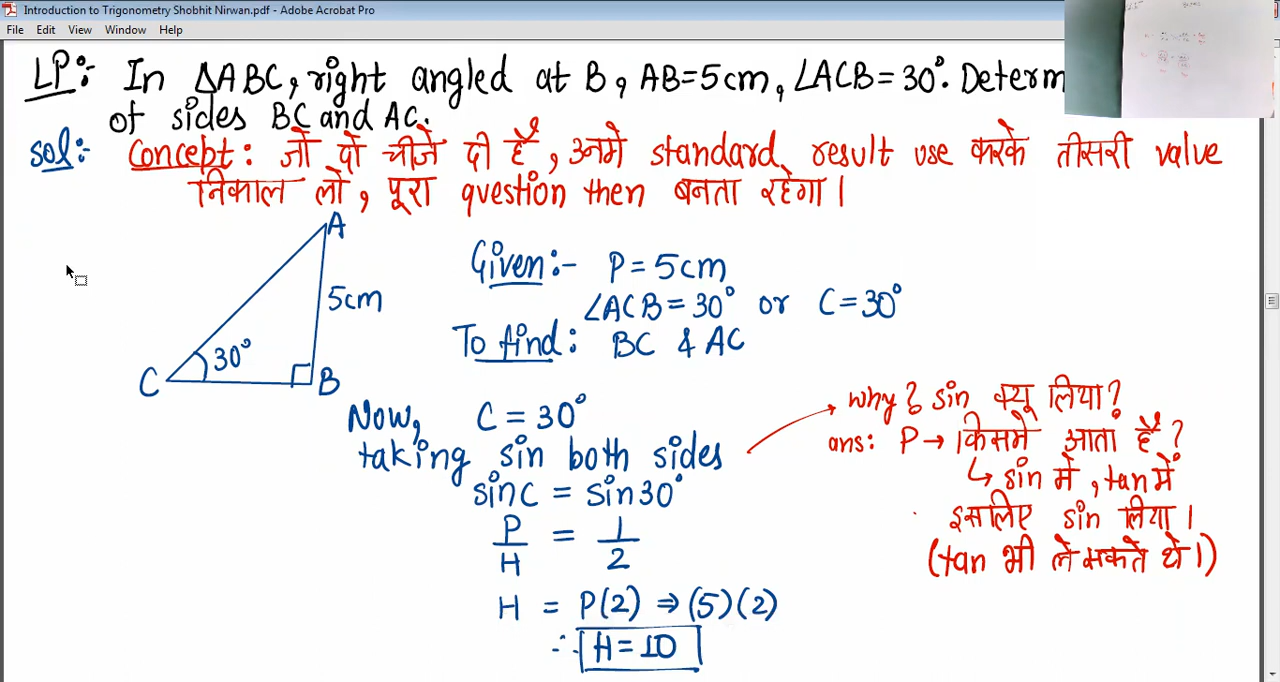 Introduction to Trigonometry Shobhit Nirwan.pdf - Adobe Acrobat Pro
File Edit View Window Help
LP:- In ΔABC, right angled at B, AB=5cm, ∠ACB=30°. Determ
of sides BC and AC.
Sol:- Concept: जो दो चीजे दी हैं, उनमे standard result use करके तीसरी value
निकाल लो, पूरा question then बनता रहेगा।
A
5cm
30°
C B
Given:- P=5cm
∠ACB=30° or C=30°
To find: BC & AC
Now, C=30°
taking sin both sides
sinC = sin30°
P/H = 1/2
H = P(2) ⇒ (5)(2)
∴ H=10
why? sin क्यू लिया?
ans: P→ किसमे आता है?
↳ sin में, tan में
इसलिए sin लिया।
(tan भी ले सकते थे।)